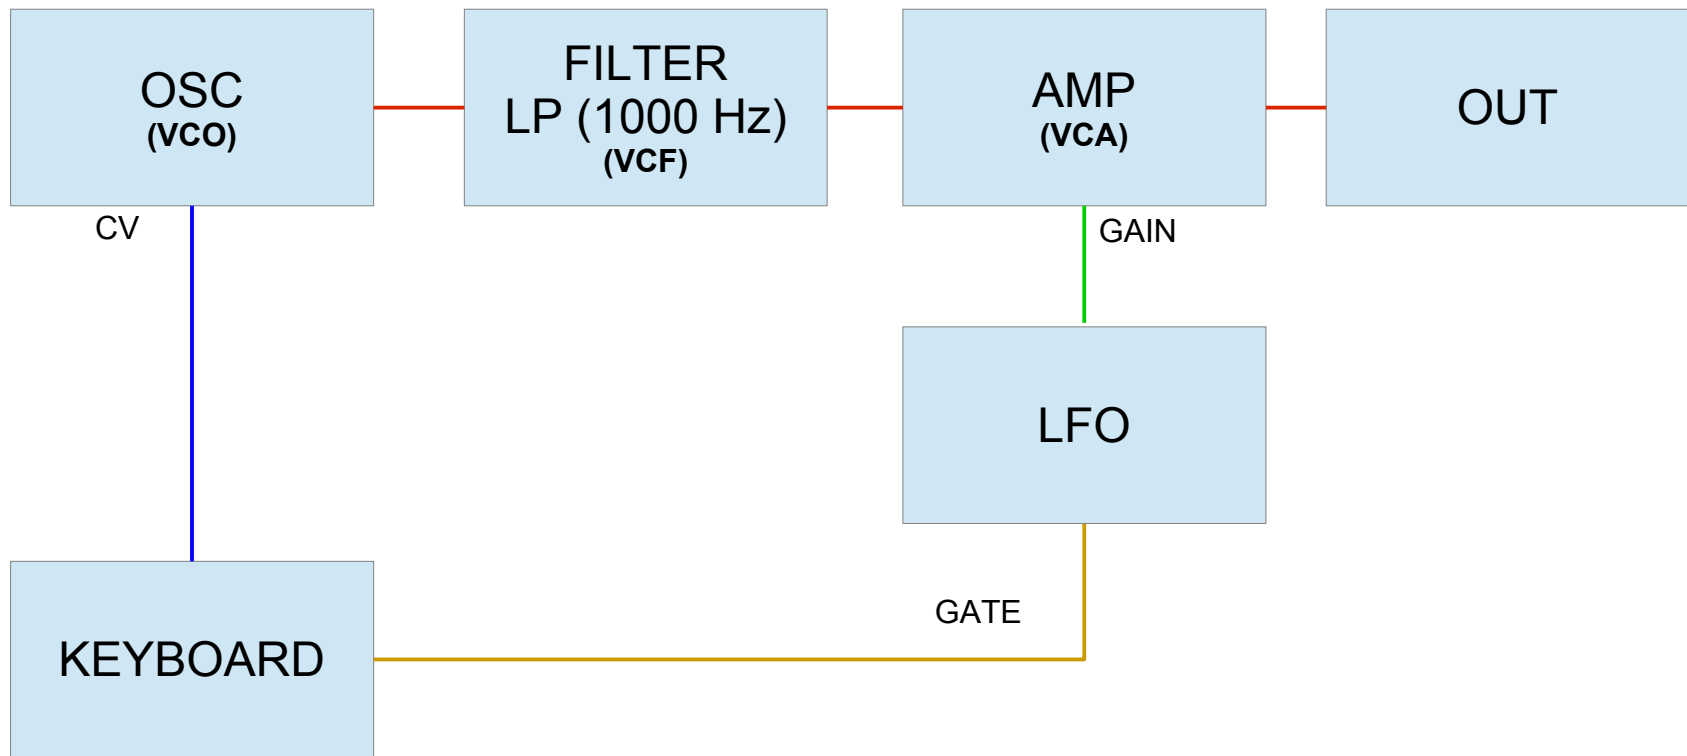 OSC
(VCO)
FILTER
LP (1000 Hz)
(VCF)
AMP
(VCA)
OUT
CV
GAIN
LFO
GATE
KEYBOARD